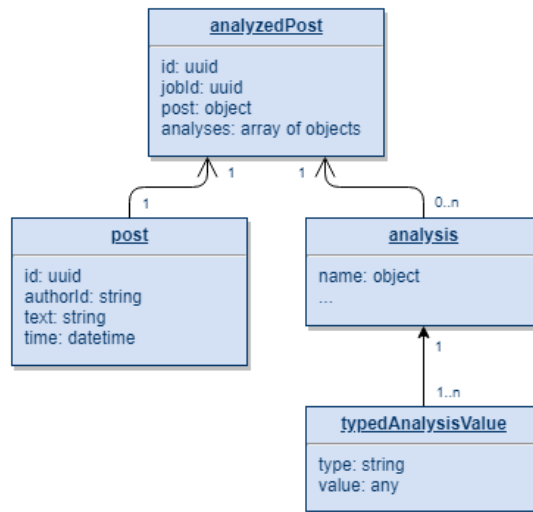 analyzedPost
id: uuid
jobId: uuid
post: object
analyses: array of objects
1
1
1
0..n
post
id: uuid
authorId: string
text: string
time: datetime
analysis
name: object
...
1
1..n
typedAnalysisValue
type: string
value: any